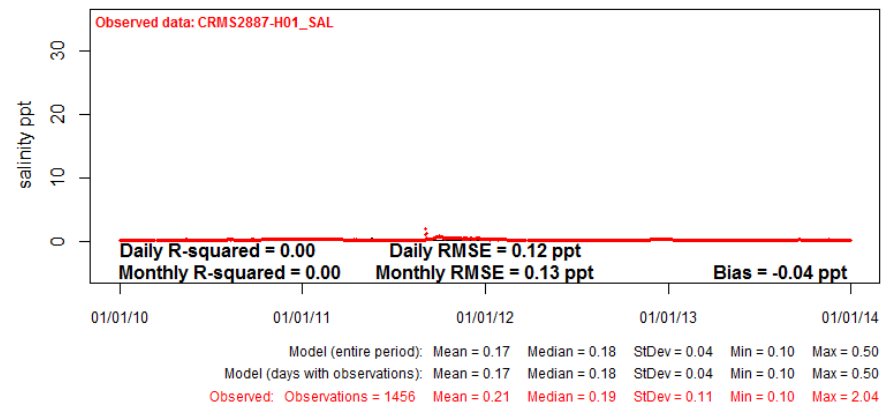 Observed data: CRMS2887-H01_SAL
30
20
10
0
salinity ppt
Daily R-squared = 0.00 Daily RMSE = 0.12 ppt
Monthly R-squared = 0.00 Monthly RMSE = 0.13 ppt Bias = -0.04 ppt
01/01/10 01/01/11 01/01/12 01/01/13 01/01/14
Model (entire period): Mean = 0.17 Median = 0.18 StDev = 0.04 Min = 0.10 Max = 0.50
Model (days with observations): Mean = 0.17 Median = 0.18 StDev = 0.04 Min = 0.10 Max = 0.50
Observed: Observations = 1456 Mean = 0.21 Median = 0.19 StDev = 0.11 Min = 0.10 Max = 2.04